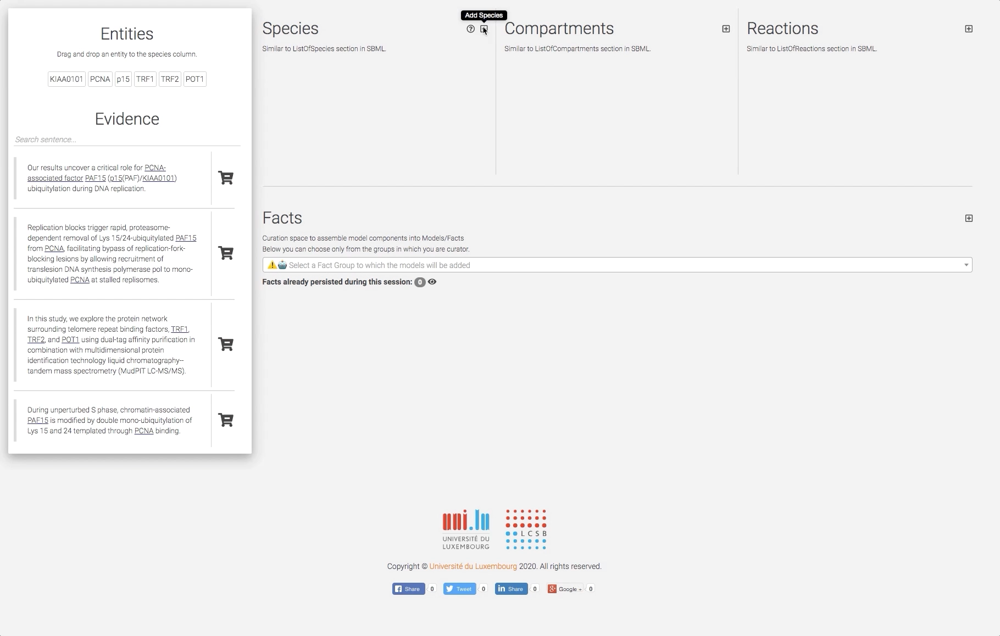 Entities
Drag and drop an entity to the species column.
KIAA0101 PCNA p15 TRF1 TRF2 POT1
Evidence
Search sentence...
Our results uncover a critical role for PCNA-
associated factor PAF15 (p15(PAF)/KIAA0101)
ubiquitylation during DNA replication.
Replication blocks trigger rapid, proteasome-
dependent removal of Lys 15/24-ubiquitylated PAF15
from PCNA, facilitating bypass of replication-fork-
blocking lesions by allowing recruitment of
translesion DNA synthesis polymerase pol to mono-
ubiquitylated PCNA at stalled replisomes.
In this study, we explore the protein network
surrounding telomere repeat binding factors, TRF1,
TRF2, and POT1 using dual-tag affinity purification in
combination with multidimensional protein
identification technology liquid chromatography--
tandem mass spectrometry (MudPIT LC-MS/MS).
During unperturbed S phase, chromatin-associated
PAF15 is modified by double mono-ubiquitylation of
Lys 15 and 24 templated through PCNA binding.
Add Species
Species
Similar to ListOfSpecies section in SBML.
Compartments
Similar to ListOfCompartments section in SBML.
Reactions
Similar to ListOfReactions section in SBML.
Facts
Curation space to assemble model components into Models/Facts
Below you can choose only from the groups in which you are curator.
Select a Fact Group to which the models will be added
Facts already persisted during this session: 0
uni.lu
UNIVERSITÉ DU
LUXEMBOURG
LCSB
Copyright © Université du Luxembourg 2020. All rights reserved.
Share 0 Tweet 0 Share 0 Google + 0